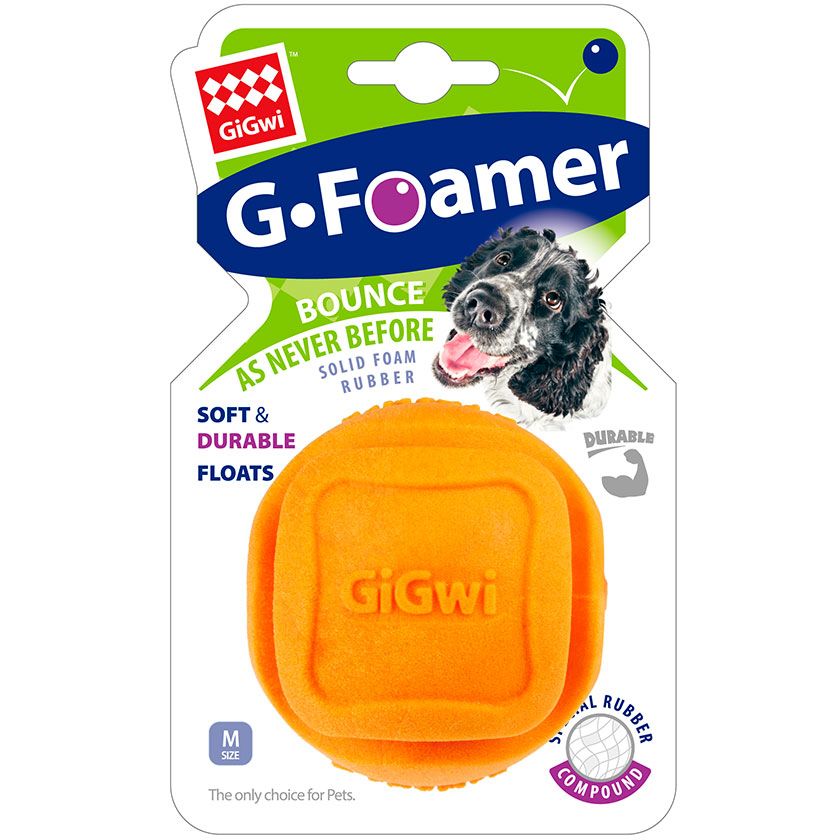 GiGwi
™
G•Foamer
BOUNCE
AS NEVER BEFORE
SOLID FOAM
RUBBER
SOFT &
DURABLE
FLOATS
DURABLE
GiGwi
RUBBER
COMPOUND
M
SIZE
The only choice for Pets.